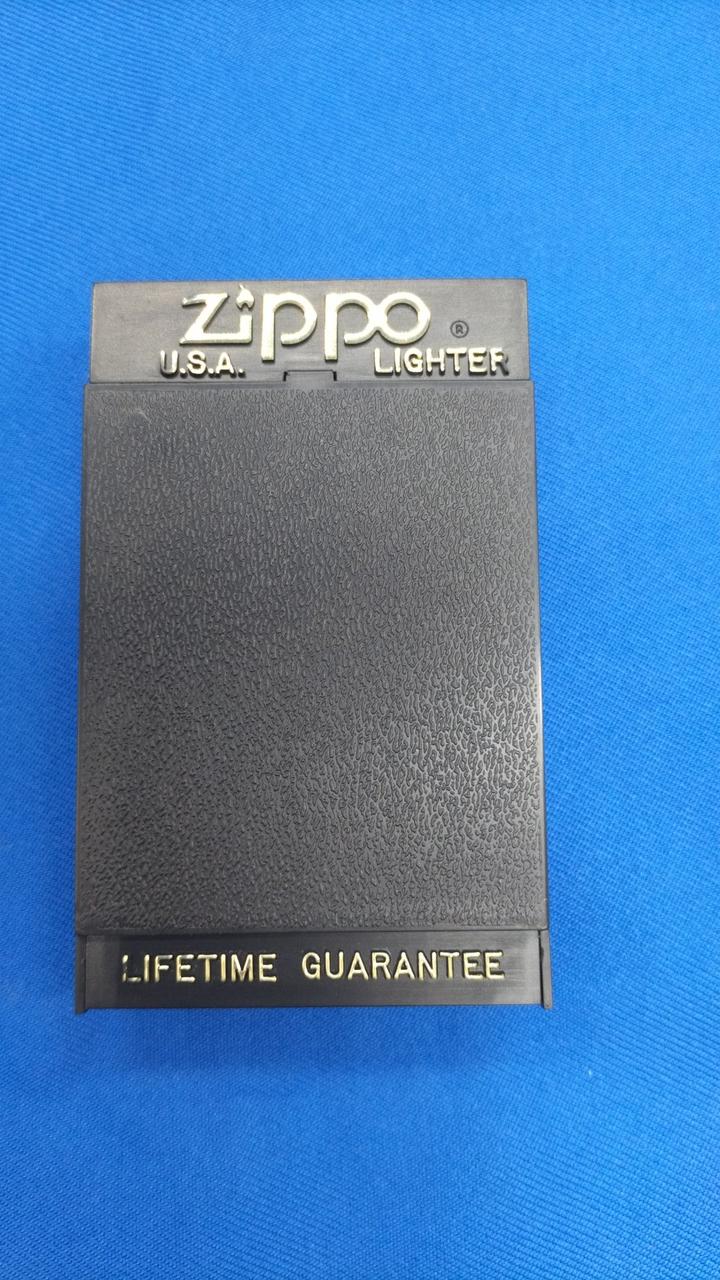 Zippo ®
U.S.A. LIGHTER
LIFETIME GUARANTEE